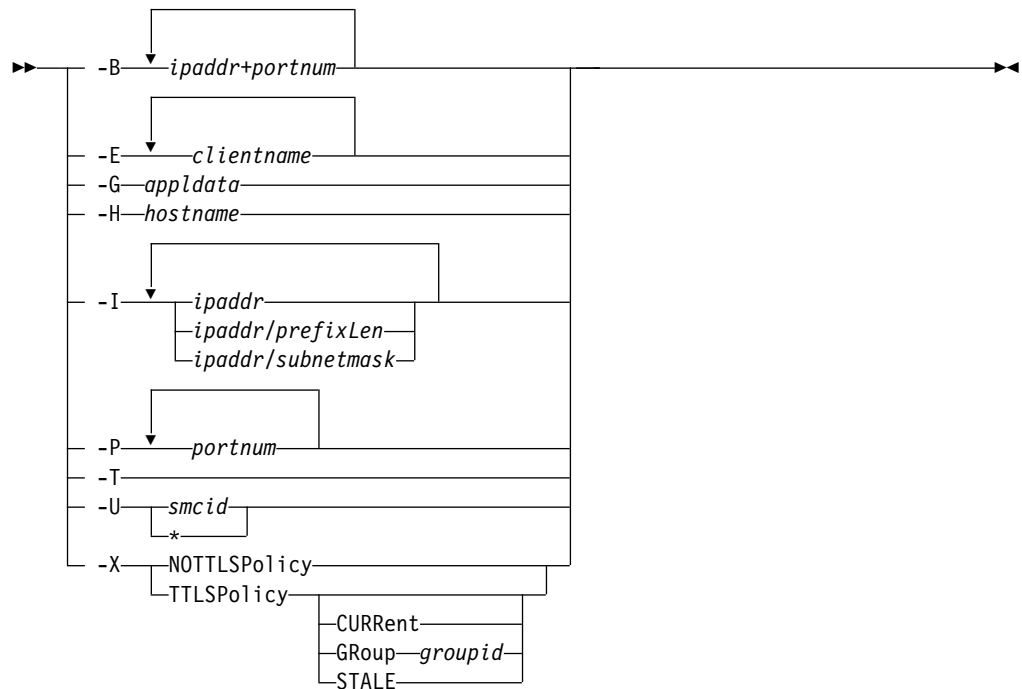 -B ipaddr+portnum
-E clientname
-G appldata
-H hostname
-I ipaddr
ipaddr/prefixLen
ipaddr/subnetmask
-P portnum
-T
-U smcid
*
-X NOTTLSPolicy
TTLSPolicy
CURRent
GRoup groupid
STALE